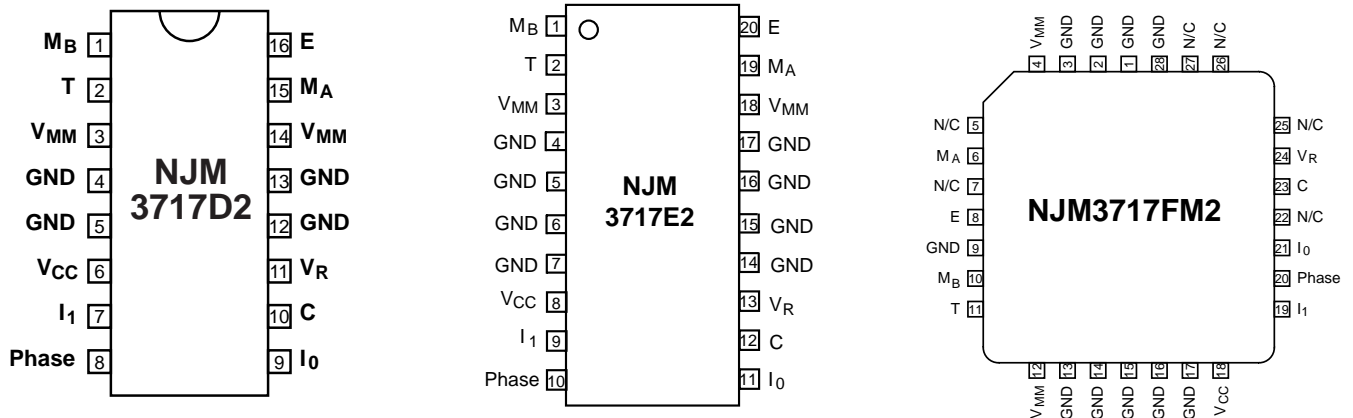 MB 1
T 2
VMM 3
GND 4
GND 5
VCC 6
I1 7
Phase 8
NJM
3717D2
16 E
15 MA
14 VMM
13 GND
12 GND
11 VR
10 C
9 I0
MB 1
T 2
VMM 3
GND 4
GND 5
GND 6
GND 7
VCC 8
I1 9
Phase 10
NJM
3717E2
20 E
19 MA
18 VMM
17 GND
16 GND
15 GND
14 GND
13 VR
12 C
11 I0
VMM 4
GND 3
GND 2
GND 1
GND 28
N/C 27
N/C 26
N/C 5
MA 6
N/C 7
E 8
GND 9
MB 10
T 11
NJM3717FM2
25 N/C
24 VR
23 C
22 N/C
21 I0
20 Phase
19 I1
VMM 12
GND 13
GND 14
GND 15
GND 16
GND 17
VCC 18